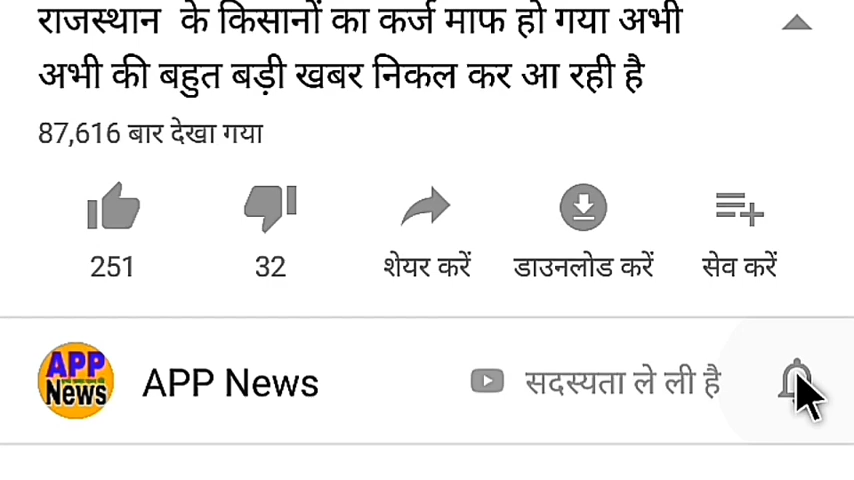 राजस्थान के किसानों का कर्ज माफ हो गया अभी
अभी की बहुत बड़ी खबर निकल कर आ रही है
87,616 बार देखा गया
251 32 शेयर करें डाउनलोड करें सेव करें
APP
News
APP News सदस्यता ले ली है